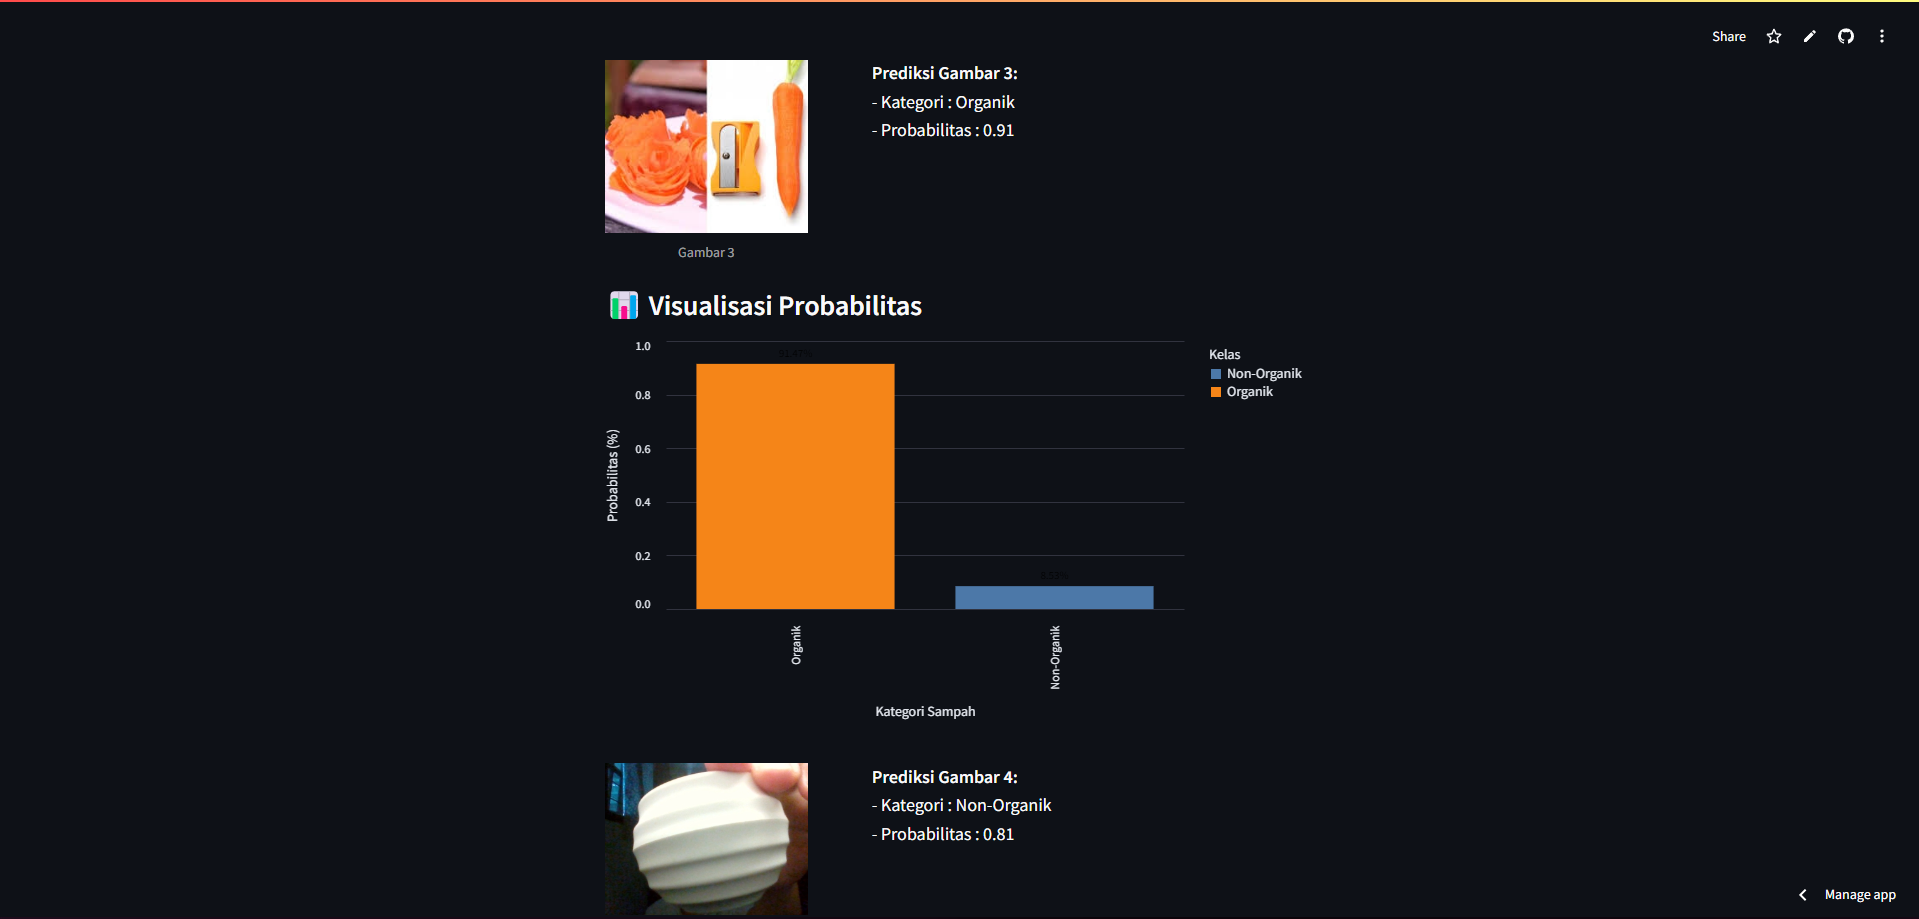 Share
Prediksi Gambar 3:
- Kategori : Organik
- Probabilitas : 0.91
Gambar 3
Visualisasi Probabilitas
1.0
0.8
0.6
0.4
0.2
0.0
Probabilitas (%)
Organik
Non-Organik
Kategori Sampah
Kelas
Non-Organik
Organik
Prediksi Gambar 4:
- Kategori : Non-Organik
- Probabilitas : 0.81
Manage app